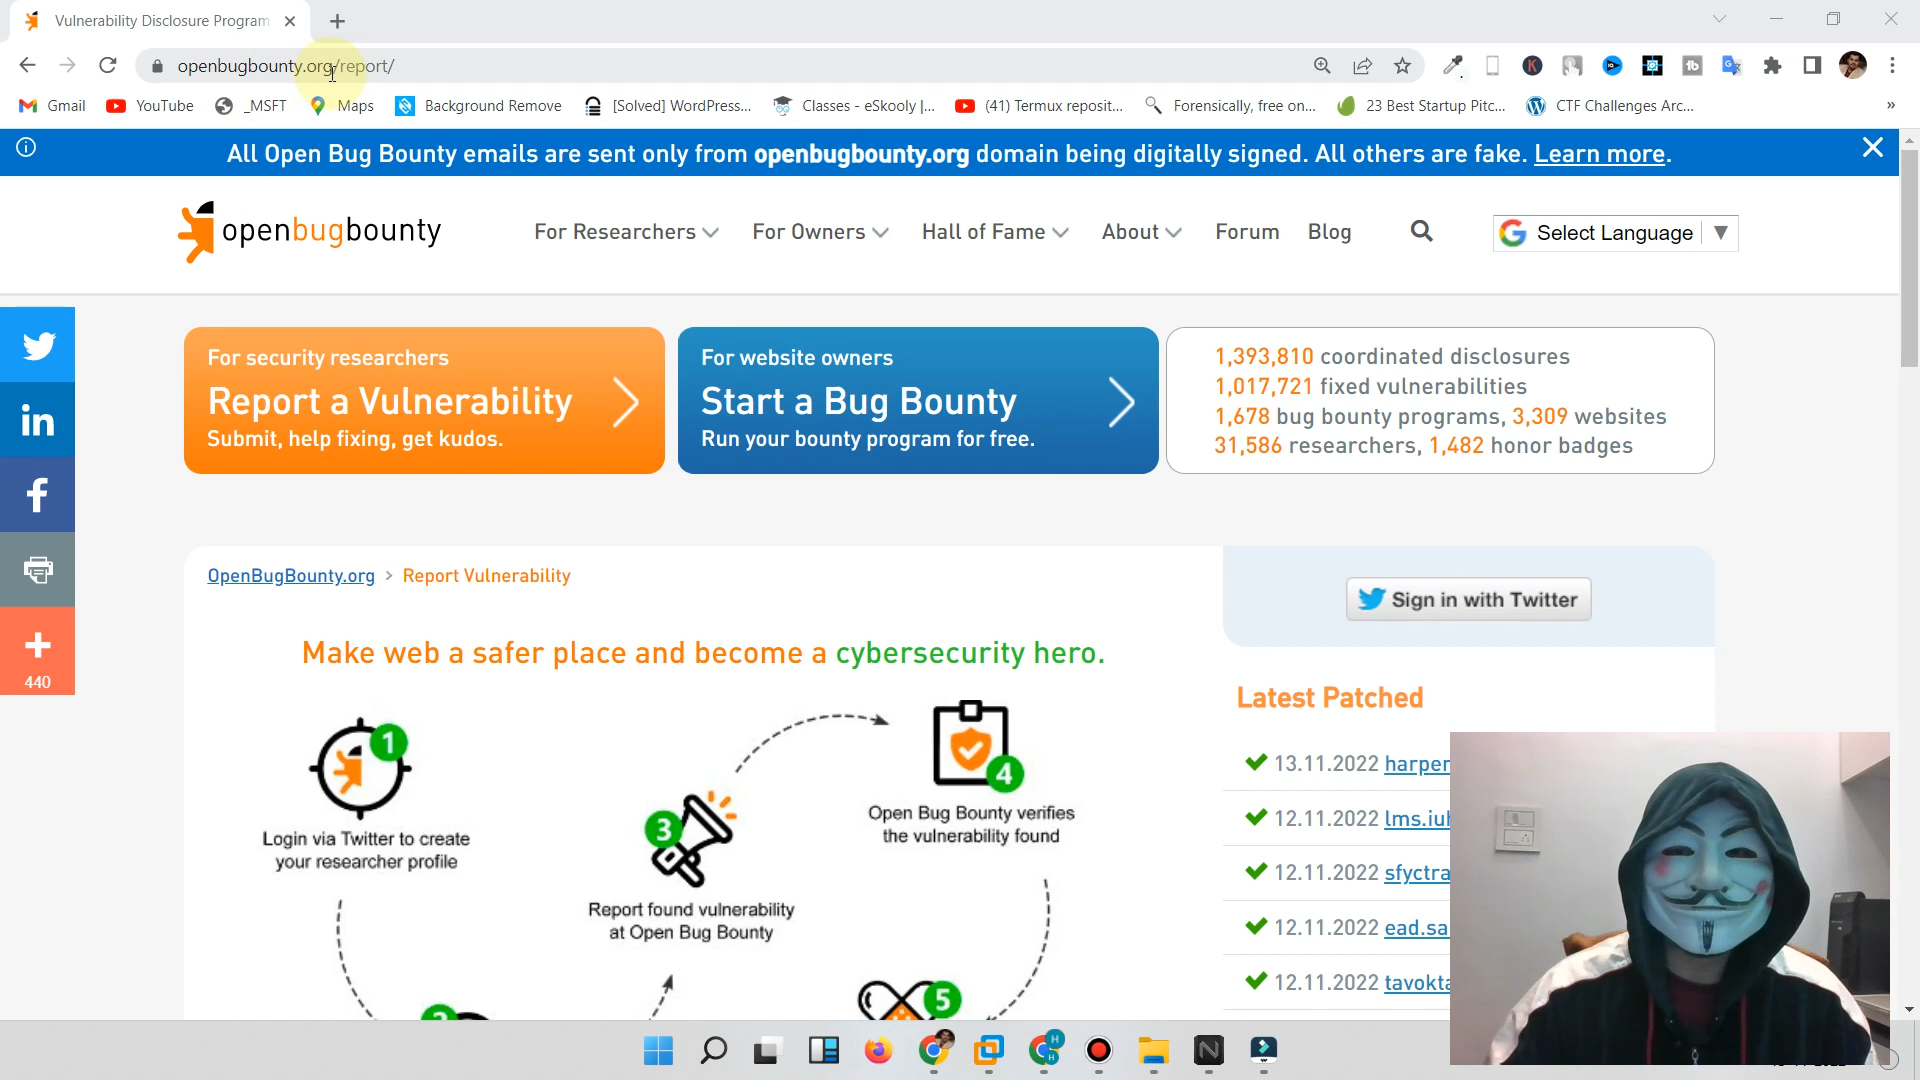 Vulnerability Disclosure Program
openbugbounty.org/report/
Gmail
YouTube
_MSFT
Maps
Background Remove
[Solved] WordPress...
Classes - eSkooly |...
(41) Termux reposit...
Forensically, free on...
23 Best Startup Pitc...
CTF Challenges Arc...
»
All Open Bug Bounty emails are sent only from openbugbounty.org domain being digitally signed. All others are fake. Learn more.
openbugbounty
For Researchers
For Owners
Hall of Fame
About
Forum
Blog
Select Language
For security researchers
Report a Vulnerability
Submit, help fixing, get kudos.
For website owners
Start a Bug Bounty
Run your bounty program for free.
1,393,810 coordinated disclosures
1,017,721 fixed vulnerabilities
1,678 bug bounty programs, 3,309 websites
31,586 researchers, 1,482 honor badges
440
OpenBugBounty.org > Report Vulnerability
Make web a safer place and become a cybersecurity hero.
1
Login via Twitter to create
your researcher profile
3
Report found vulnerability
at Open Bug Bounty
4
Open Bug Bounty verifies
the vulnerability found
5
Sign in with Twitter
Latest Patched
13.11.2022 harper
12.11.2022 lms.iu
12.11.2022 sfyctra
12.11.2022 ead.sa
12.11.2022 tavokta